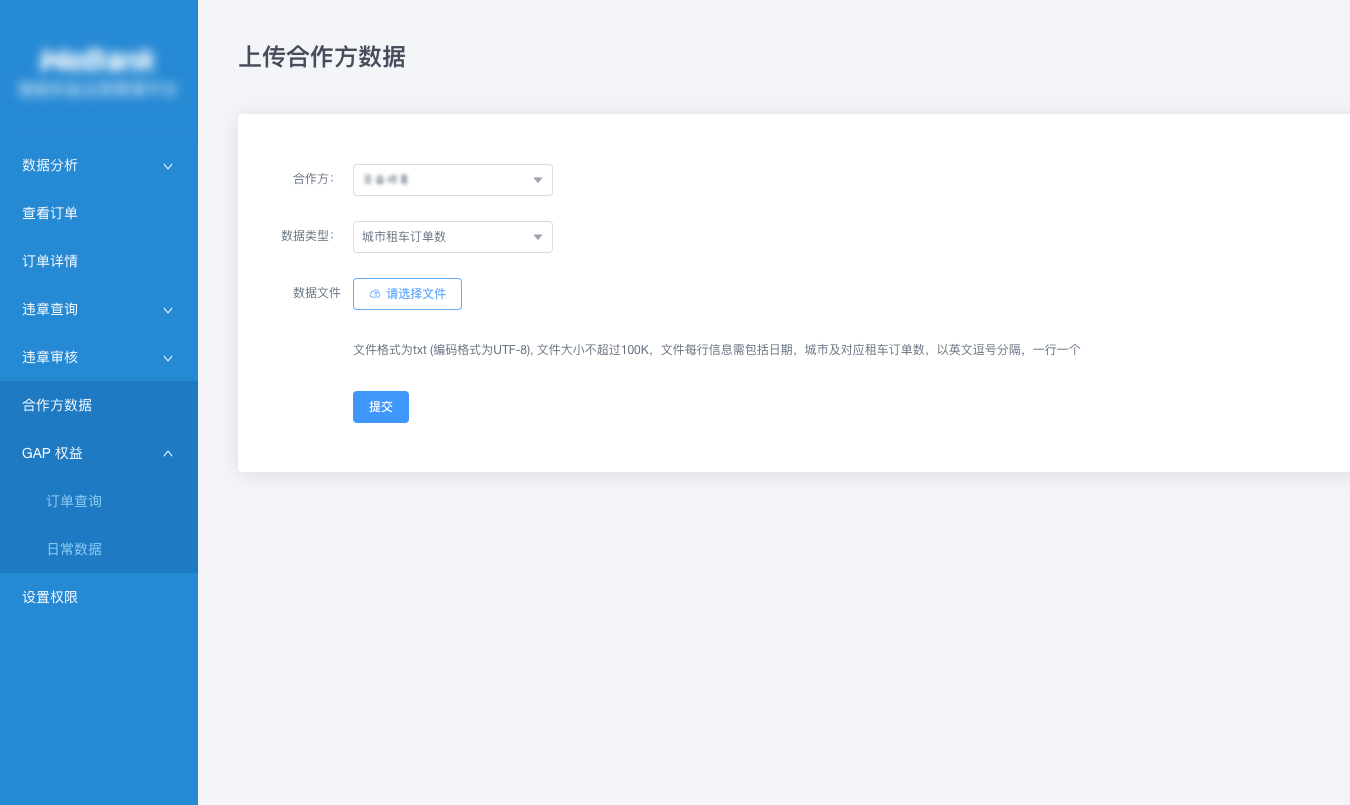 上传合作方数据
数据分析
查看订单
订单详情
违章查询
违章审核
合作方数据
GAP 权益
订单查询
日常数据
设置权限
合作方：
数据类型： 城市租车订单数
数据文件 请选择文件
文件格式为txt (编码格式为UTF-8), 文件大小不超过100K，文件每行信息需包括日期，城市及对应租车订单数，以英文逗号分隔，一行一个
提交